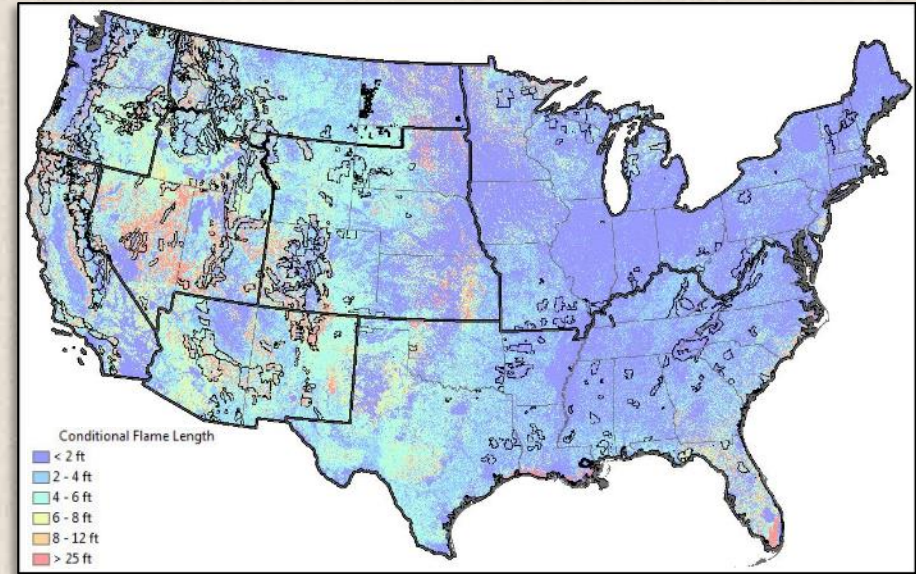 Conditional Flame Length
< 2 ft
2 - 4 ft
4 - 6 ft
6 - 8 ft
8 - 12 ft
> 25 ft